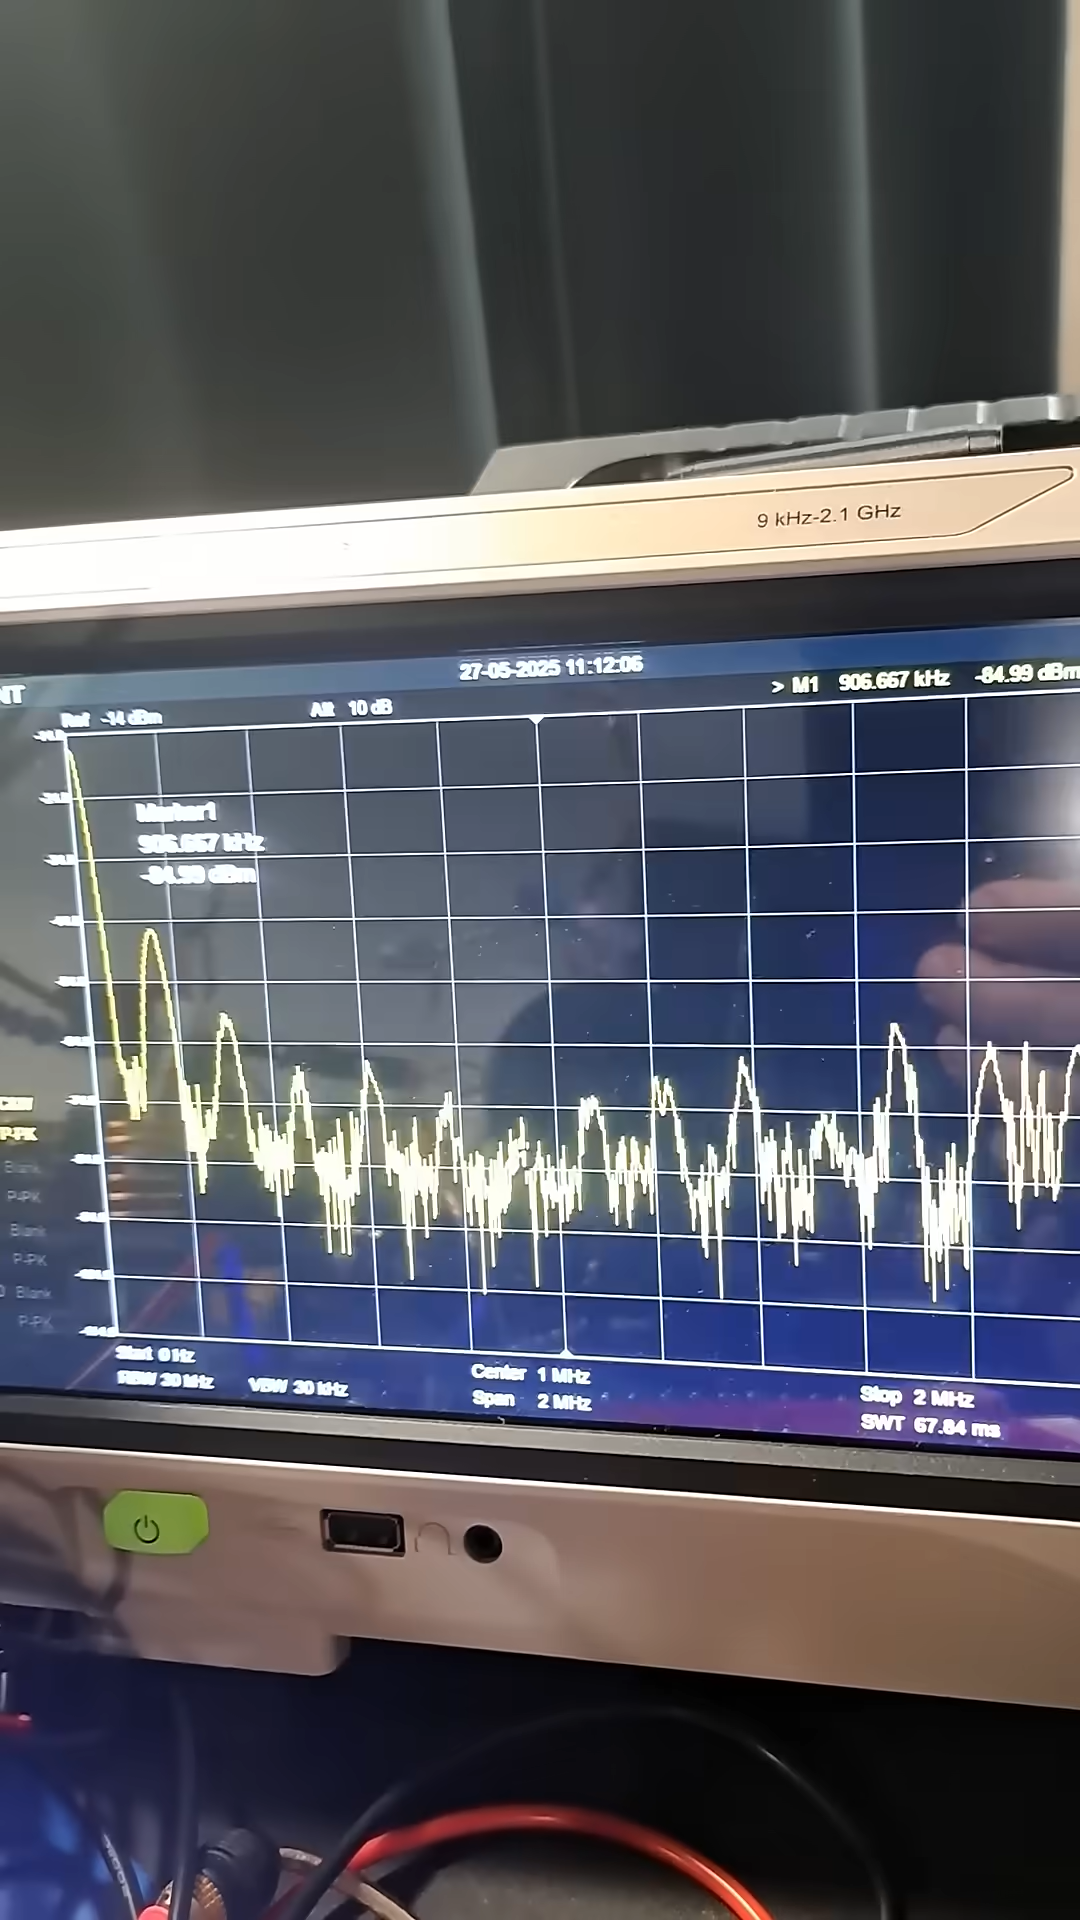 9 kHz-2.1 GHz
NT
27-05-2025 11:12:06
> M1 906.667 kHz -84.99 dBm
Ref -14 dBm
Att 10 dB
Marker1
906.667 kHz
-84.99 dBm
P-PK
Blank
P-PK
Blank
P-PK
Blank
P-PK
Start 0 Hz
RBW 30 kHz
VBW 30 kHz
Center 1 MHz
Span 2 MHz
Stop 2 MHz
SWT 67.84 ms